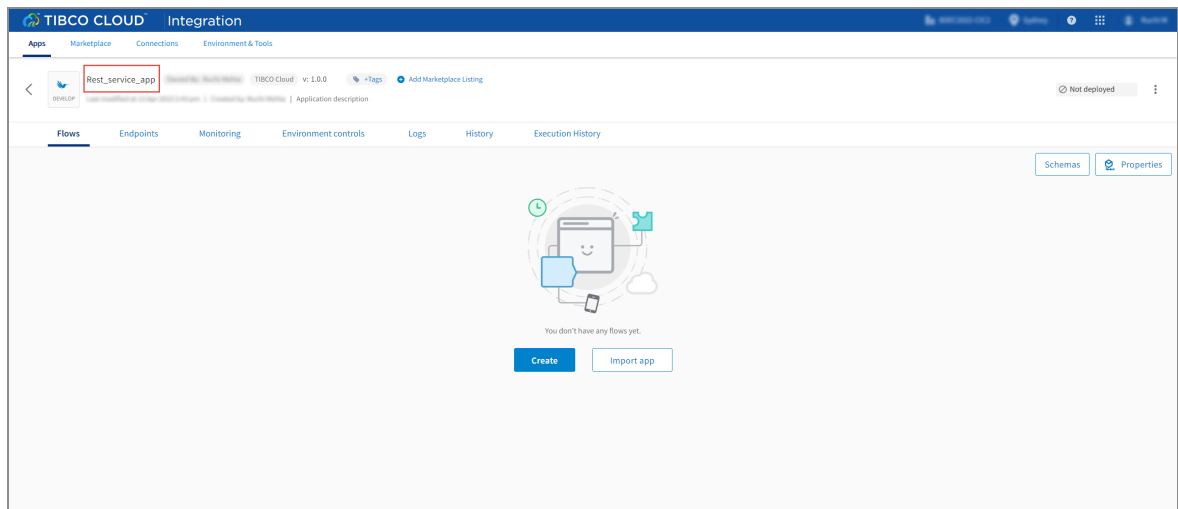 TIBCO CLOUD™ Integration
Apps Marketplace Connections Environment & Tools
Rest_service_app TIBCO Cloud v: 1.0.0 +Tags Add Marketplace Listing
DEVELOP | | Application description
Not deployed
Flows Endpoints Monitoring Environment controls Logs History Execution History
Schemas Properties
You don't have any flows yet.
Create Import app